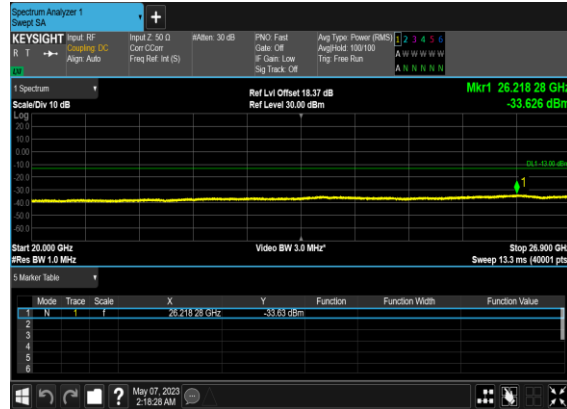 Spectrum Analyzer 1
Swept SA
KEYSIGHT Input: RF Input Z: 50 Ω #Atten: 30 dB PNO: Fast Avg Type: Power (RMS) 1 2 3 4 5 6
R T Coupling: DC Corr CCorr Gate: Off Avg|Hold: 100/100 A W W W W W
Align: Auto Freq Ref: Int (S) IF Gain: Low Trig: Free Run
Sig Track: Off A N N N N N
1 Spectrum Ref Lvl Offset 18.37 dB Mkr1 26.218 28 GHz
Scale/Div 10 dB Ref Level 30.00 dBm -33.626 dBm
Log
20.0
10.0
0.00
-10.0 DL1 -13.00 dBm
-20.0
-30.0 1
-40.0
-50.0
-60.0
Start 20.000 GHz Video BW 3.0 MHz* Stop 26.900 GHz
#Res BW 1.0 MHz Sweep 13.3 ms (40001 pts)
5 Marker Table
Mode Trace Scale X Y Function Function Width Function Value
1 N 1 f 26.218 28 GHz -33.63 dBm
2
3
4
5
6
? May 07, 2023
2:18:28 AM